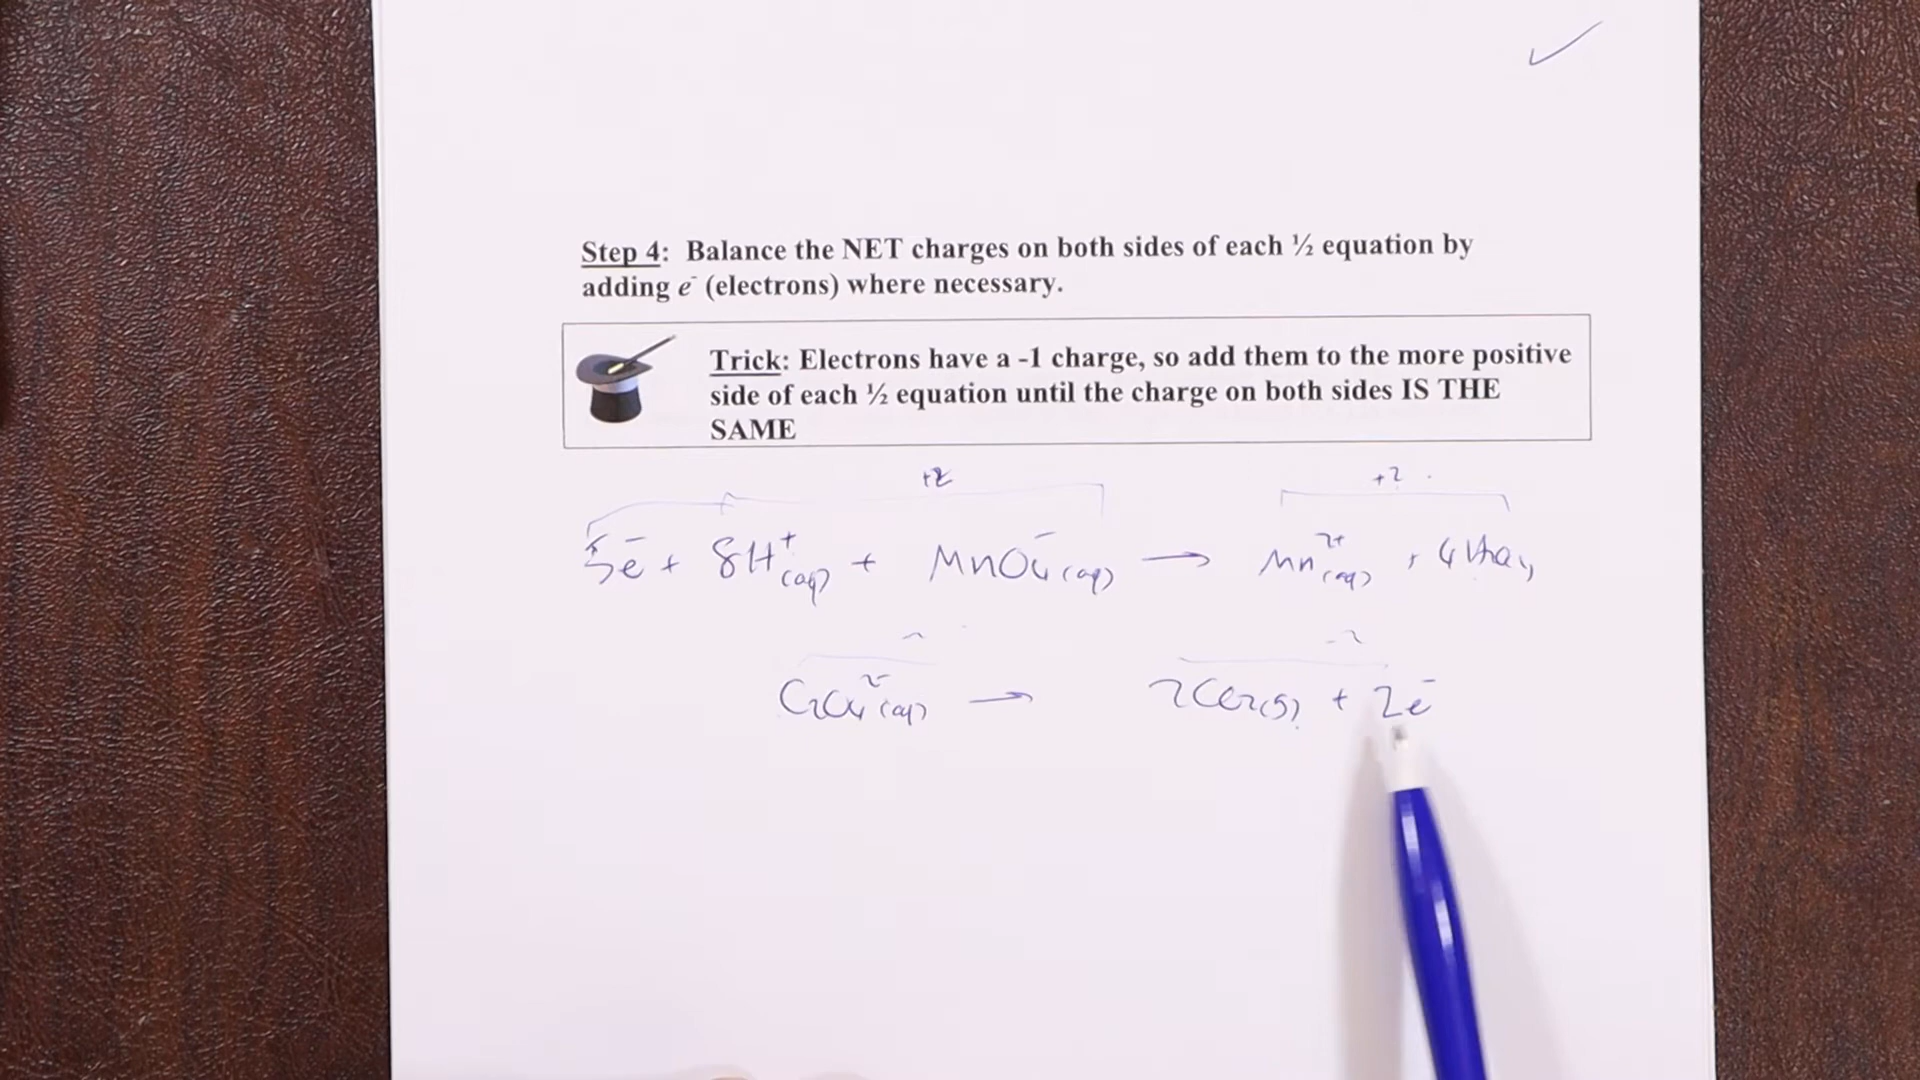 Step 4: Balance the NET charges on both sides of each ½ equation by
adding e⁻ (electrons) where necessary.
Trick: Electrons have a -1 charge, so add them to the more positive
side of each ½ equation until the charge on both sides IS THE
SAME
+2 +2
5e⁻ + 8H⁺(aq) + MnO₄⁻(aq) → Mn²⁺(aq) + 4H₂O
-2
C₂O₄²⁻(aq) → 2CO₂(g) + 2e⁻